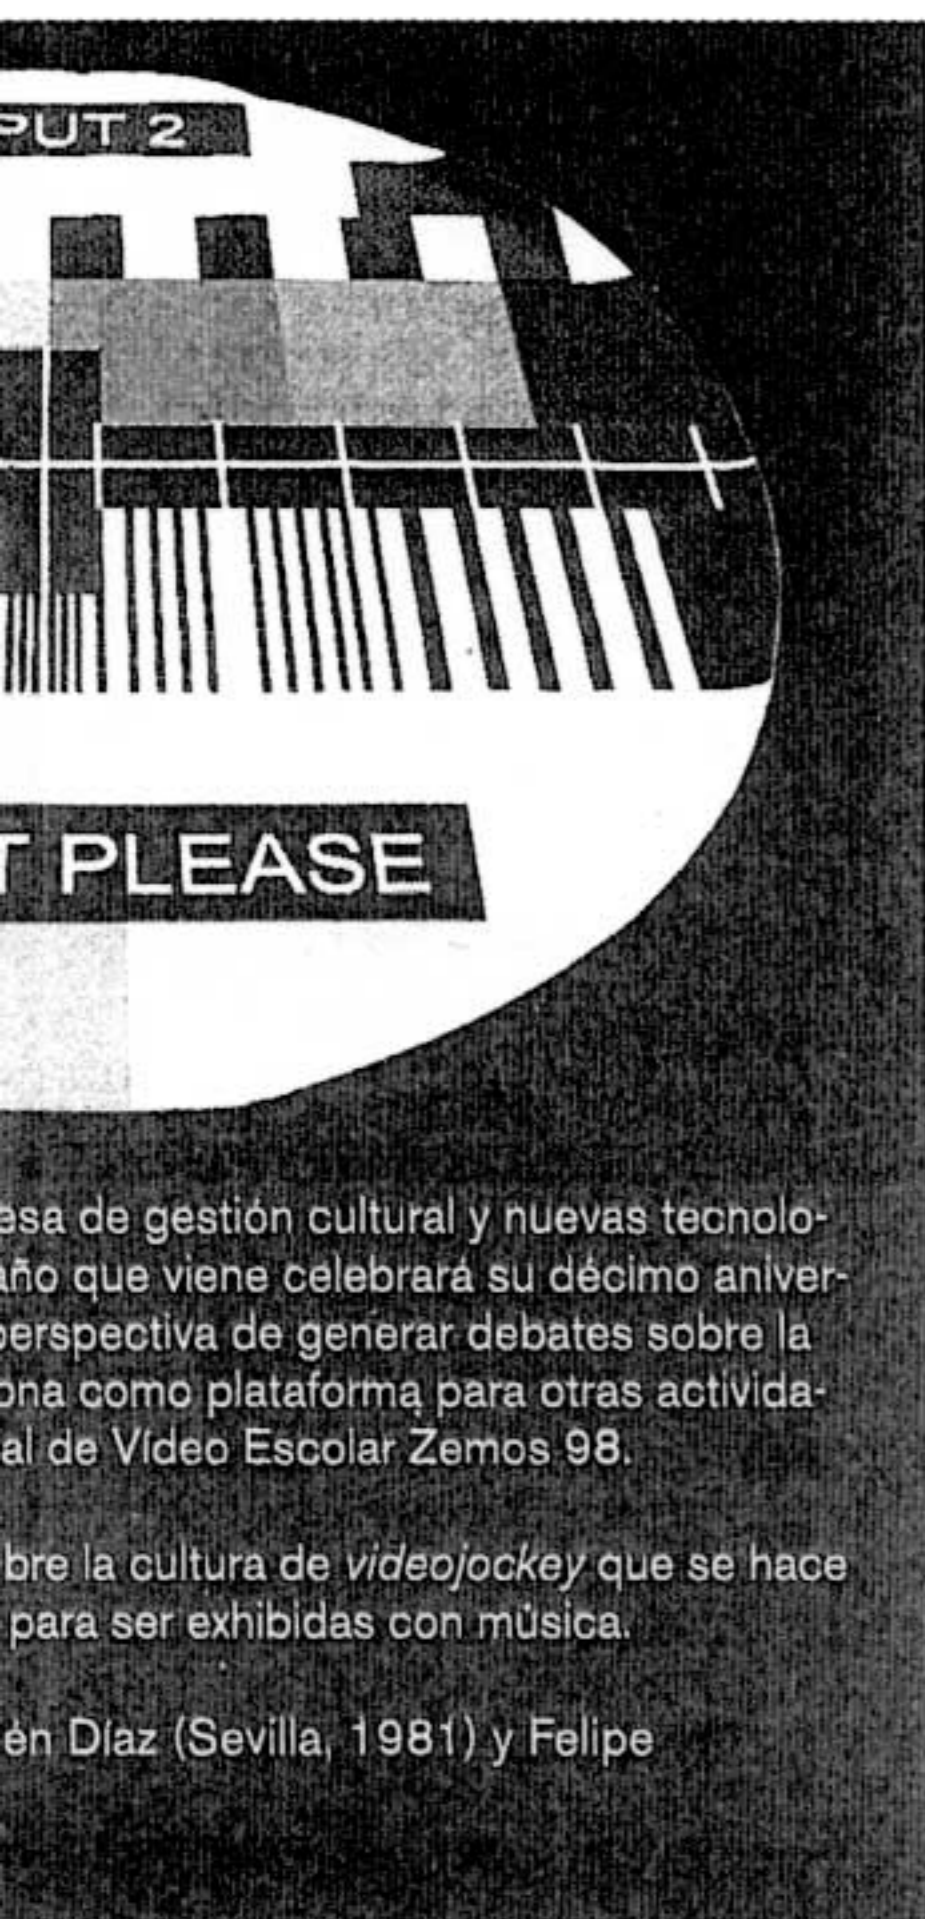 PUT 2
T PLEASE
esa de gestión cultural y nuevas tecnolo-
año que viene celebrará su décimo aniver-
perspectiva de generar debates sobre la
ona como plataforma para otras activida-
al de Vídeo Escolar Zemos 98.
bre la cultura de videojockey que se hace
para ser exhibidas con música.
én Díaz (Sevilla, 1981) y Felipe